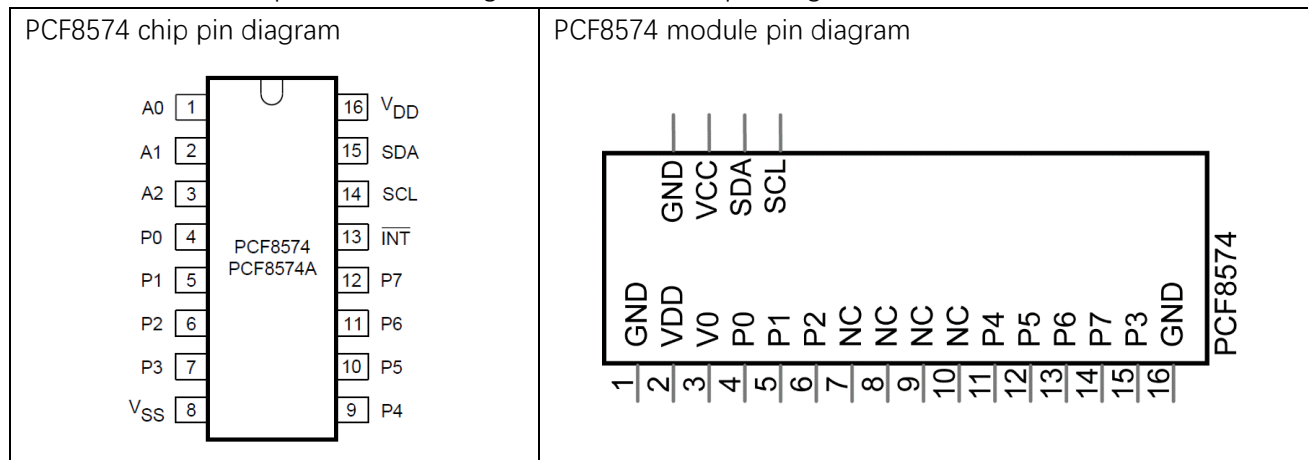 PCF8574 chip pin diagram
A0 1
A1 2
A2 3
P0 4
P1 5
P2 6
P3 7
VSS 8
PCF8574
PCF8574A
16 VDD
15 SDA
14 SCL
13 INT
12 P7
11 P6
10 P5
9 P4
PCF8574 module pin diagram
GND
VCC
SDA
SCL
GND
VDD
V0
P0
P1
P2
NC
NC
NC
NC
P4
P5
P6
P7
P3
GND
1
2
3
4
5
6
7
8
9
10
11
12
13
14
15
16
PCF8574